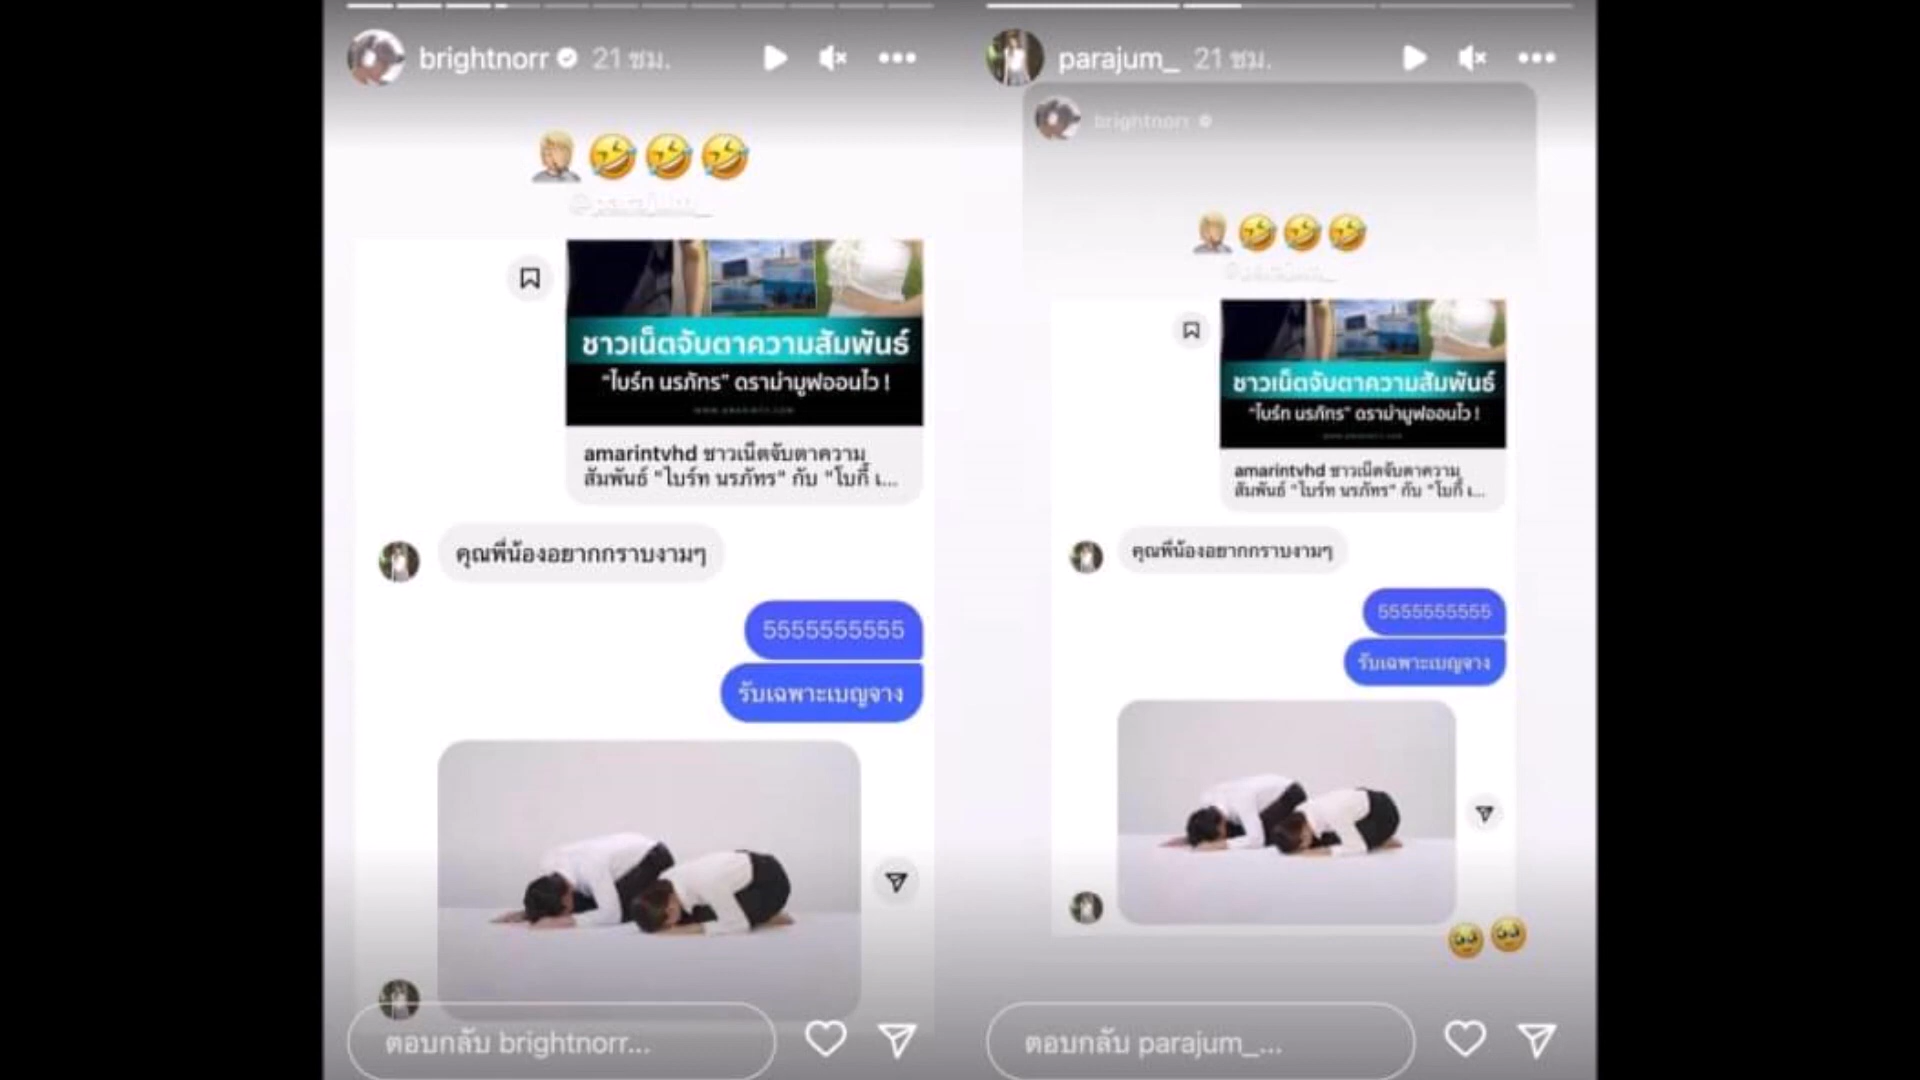 brightnorr 21 ชม.
@parajum_
ชาวเน็ตจับตาความสัมพันธ์
"ไบร์ท นรภัทร" ดราม่ามูฟออนไว !
amarintvhd ชาวเน็ตจับตาความ
สัมพันธ์ "ไบร์ท นรภัทร" กับ "โบกี้ เ...
คุณพี่น้องอยากกราบงามๆ
5555555555
รับเฉพาะเบญจาง
ตอบกลับ brightnorr...
parajum_ 21 ชม.
brightnorr
@parajum_
ชาวเน็ตจับตาความสัมพันธ์
"ไบร์ท นรภัทร" ดราม่ามูฟออนไว !
amarintvhd ชาวเน็ตจับตาความ
สัมพันธ์ "ไบร์ท นรภัทร" กับ "โบกี้ เ...
คุณพี่น้องอยากกราบงามๆ
5555555555
รับเฉพาะเบญจาง
ตอบกลับ parajum_...